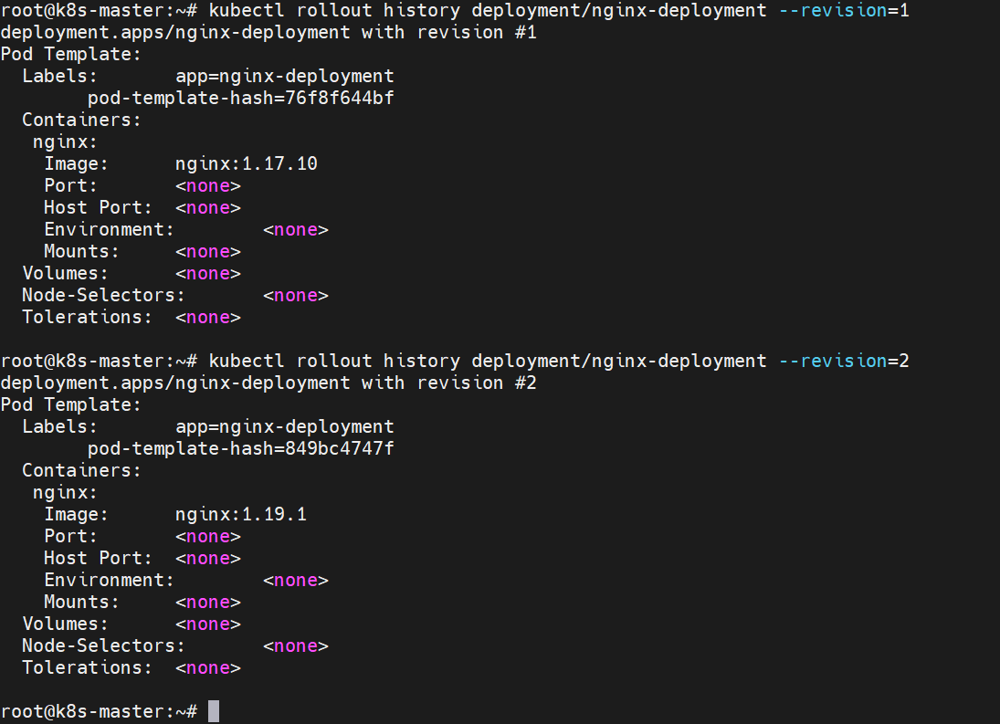 root@k8s-master:~# kubectl rollout history deployment/nginx-deployment --revision=1
deployment.apps/nginx-deployment with revision #1
Pod Template:
  Labels:       app=nginx-deployment
        pod-template-hash=76f8f644bf
  Containers:
   nginx:
    Image:      nginx:1.17.10
    Port:       <none>
    Host Port:  <none>
    Environment:        <none>
    Mounts:     <none>
  Volumes:      <none>
  Node-Selectors:       <none>
  Tolerations:  <none>

root@k8s-master:~# kubectl rollout history deployment/nginx-deployment --revision=2
deployment.apps/nginx-deployment with revision #2
Pod Template:
  Labels:       app=nginx-deployment
        pod-template-hash=849bc4747f
  Containers:
   nginx:
    Image:      nginx:1.19.1
    Port:       <none>
    Host Port:  <none>
    Environment:        <none>
    Mounts:     <none>
  Volumes:      <none>
  Node-Selectors:       <none>
  Tolerations:  <none>

root@k8s-master:~#